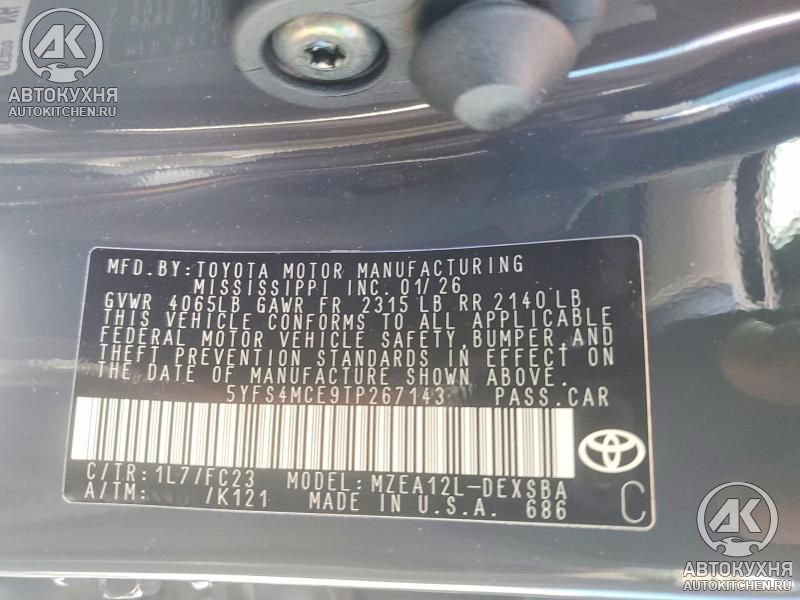 AK
АВТОКУХНЯ
AUTOKITCHEN.RU
MFD.BY:TOYOTA MOTOR MANUFACTURING
MISSISSIPPI INC. 01/26
GVWR 4065LB GAWR FR 2315 LB RR 2140 LB
THIS VEHICLE CONFORMS TO ALL APPLICABLE
FEDERAL MOTOR VEHICLE SAFETY,BUMPER,AND
THEFT PREVENTION STANDARDS IN EFFECT ON
THE DATE OF MANUFACTURE SHOWN ABOVE.
5YFS4MCE9TP267143 PASS.CAR
C/TR:1L7/FC23 MODEL:MZEA12L-DEXSBA
A/TM: /K121 MADE IN U.S.A. 686
C
AK
АВТОКУХНЯ
AUTOKITCHEN.RU